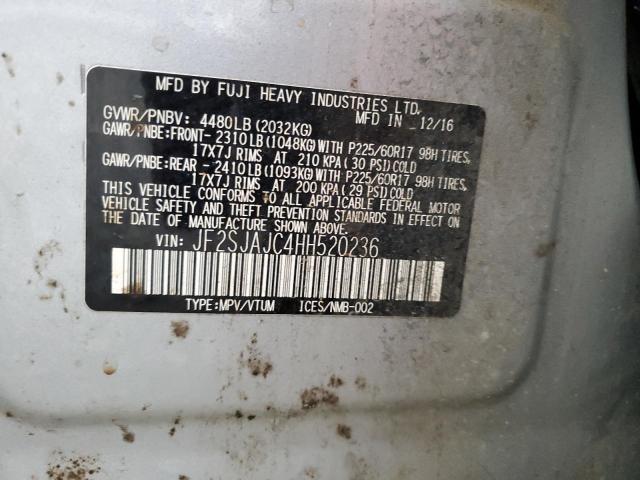 MFD BY FUJI HEAVY INDUSTRIES LTD.
GVWR/PNBV: 4480LB (2032KG) MFD IN 12/16
GAWR/PNBE:FRONT- 2310LB (1048KG) WITH P225/60R17 98H TIRES,
17X7J RIMS AT 210 KPA (30 PSI) COLD
GAWR/PNBE:REAR - 2410LB (1093KG) WITH P225/60R17 98H TIRES,
17X7J RIMS AT 200 KPA (29 PSI) COLD
THIS VEHICLE CONFORMS TO ALL APPLICABLE FEDERAL MOTOR
VEHICLE SAFETY AND THEFT PREVENTION STANDARDS IN EFFECT ON
THE DATE OF MANUFACTURE SHOWN ABOVE.
VIN: JF2SJAJC4HH520236
TYPE:MPV/VTUM ICES/NMB-002